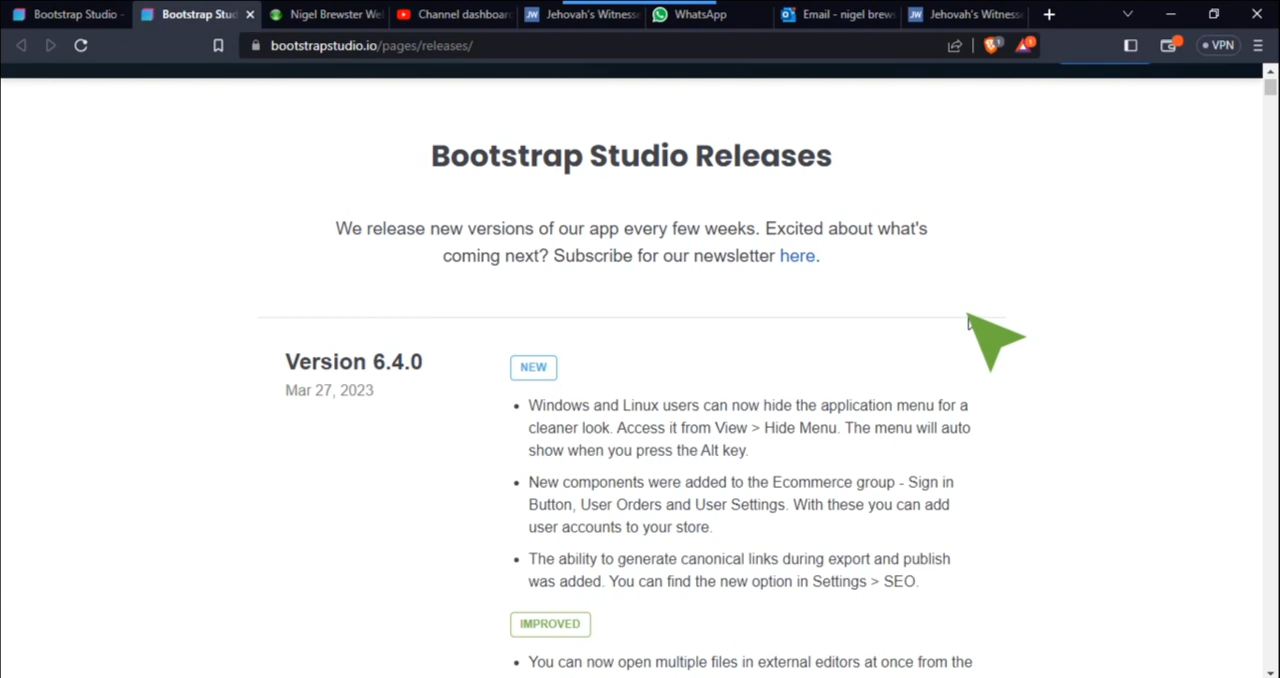 Bootstrap Studio -
Bootstrap Stud
Nigel Brewster We
Channel dashboar
JW Jehovah's Witnesse
WhatsApp
Email - nigel brew
JW Jehovah's Witnesse
bootstrapstudio.io/pages/releases/
1
1
VPN
Bootstrap Studio Releases
We release new versions of our app every few weeks. Excited about what's
coming next? Subscribe for our newsletter here.
Version 6.4.0
Mar 27, 2023
NEW
• Windows and Linux users can now hide the application menu for a
cleaner look. Access it from View > Hide Menu. The menu will auto
show when you press the Alt key.
• New components were added to the Ecommerce group - Sign in
Button, User Orders and User Settings. With these you can add
user accounts to your store.
• The ability to generate canonical links during export and publish
was added. You can find the new option in Settings > SEO.
IMPROVED
• You can now open multiple files in external editors at once from the